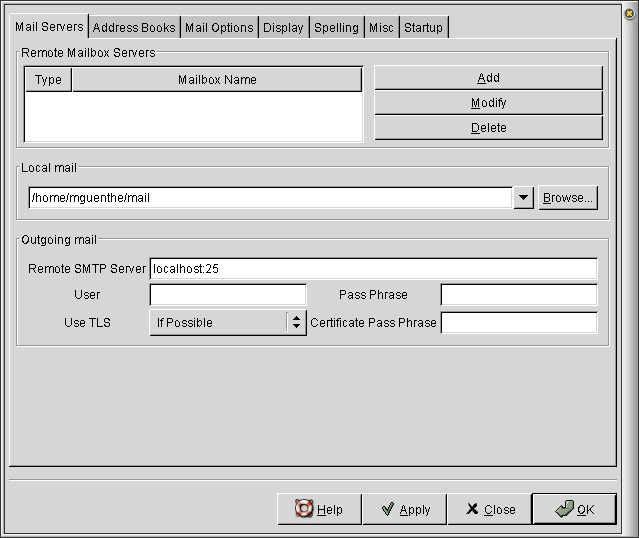 Mail Servers Address Books Mail Options Display Spelling Misc Startup
Remote Mailbox Servers
Type Mailbox Name
Add
Modify
Delete
Local mail
/home/mguenthe/mail Browse...
Outgoing mail
Remote SMTP Server localhost:25
User Pass Phrase
Use TLS If Possible Certificate Pass Phrase
Help Apply Close OK